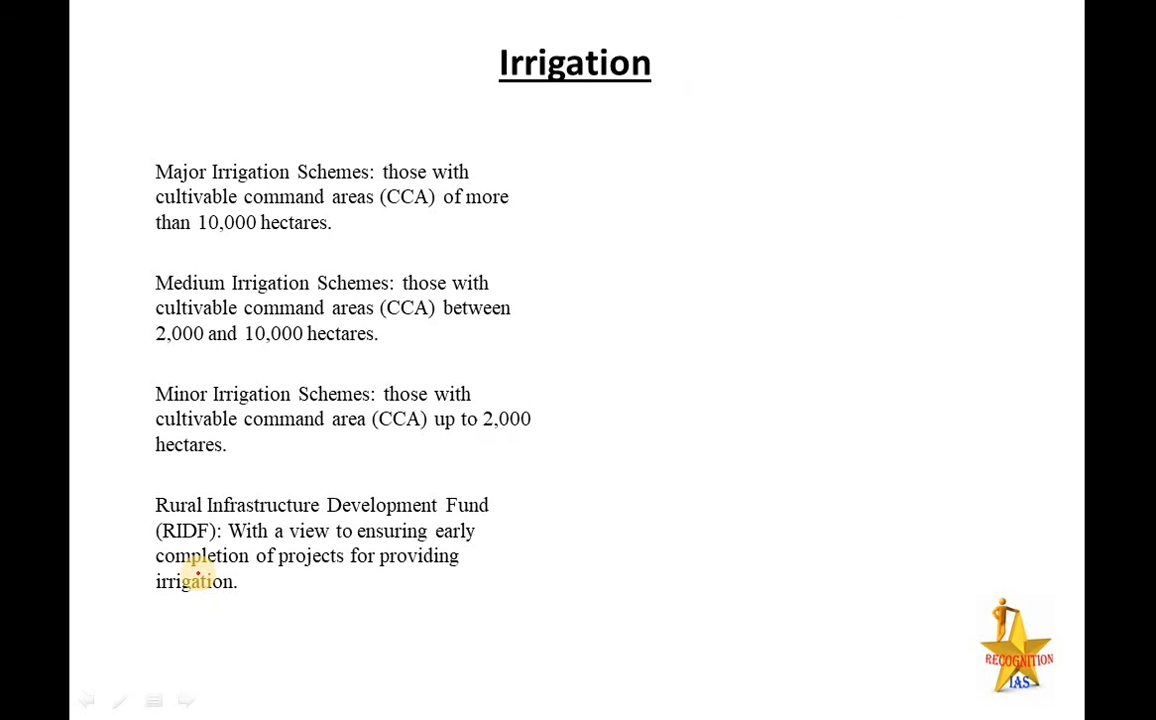 Irrigation
Major Irrigation Schemes: those with
cultivable command areas (CCA) of more
than 10,000 hectares.
Medium Irrigation Schemes: those with
cultivable command areas (CCA) between
2,000 and 10,000 hectares.
Minor Irrigation Schemes: those with
cultivable command area (CCA) up to 2,000
hectares.
Rural Infrastructure Development Fund
(RIDF): With a view to ensuring early
completion of projects for providing
irrigation.
RECOGNITION
IAS